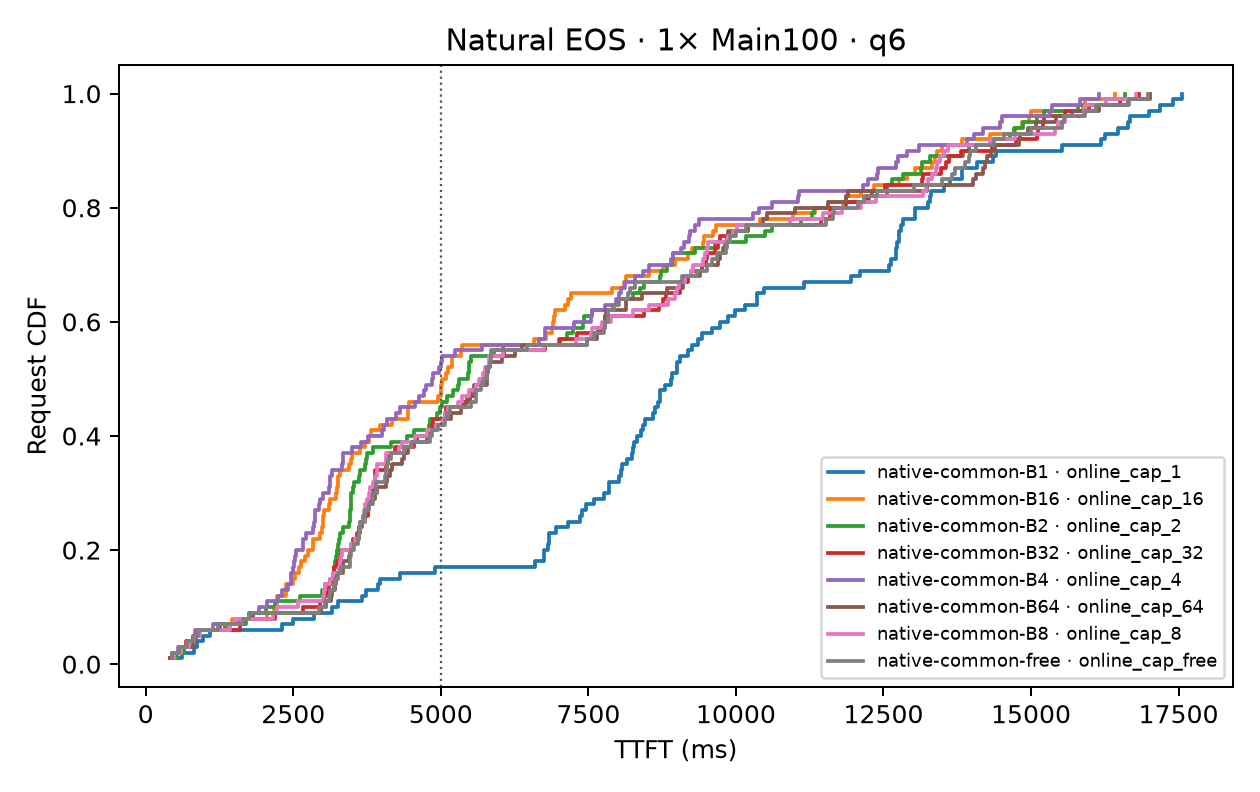 Natural EOS · 1× Main100 · q6
1.0
0.8
0.6
0.4
0.2
0.0
Request CDF
native-common-B1 · online_cap_1
native-common-B16 · online_cap_16
native-common-B2 · online_cap_2
native-common-B32 · online_cap_32
native-common-B4 · online_cap_4
native-common-B64 · online_cap_64
native-common-B8 · online_cap_8
native-common-free · online_cap_free
0 2500 5000 7500 10000 12500 15000 17500
TTFT (ms)